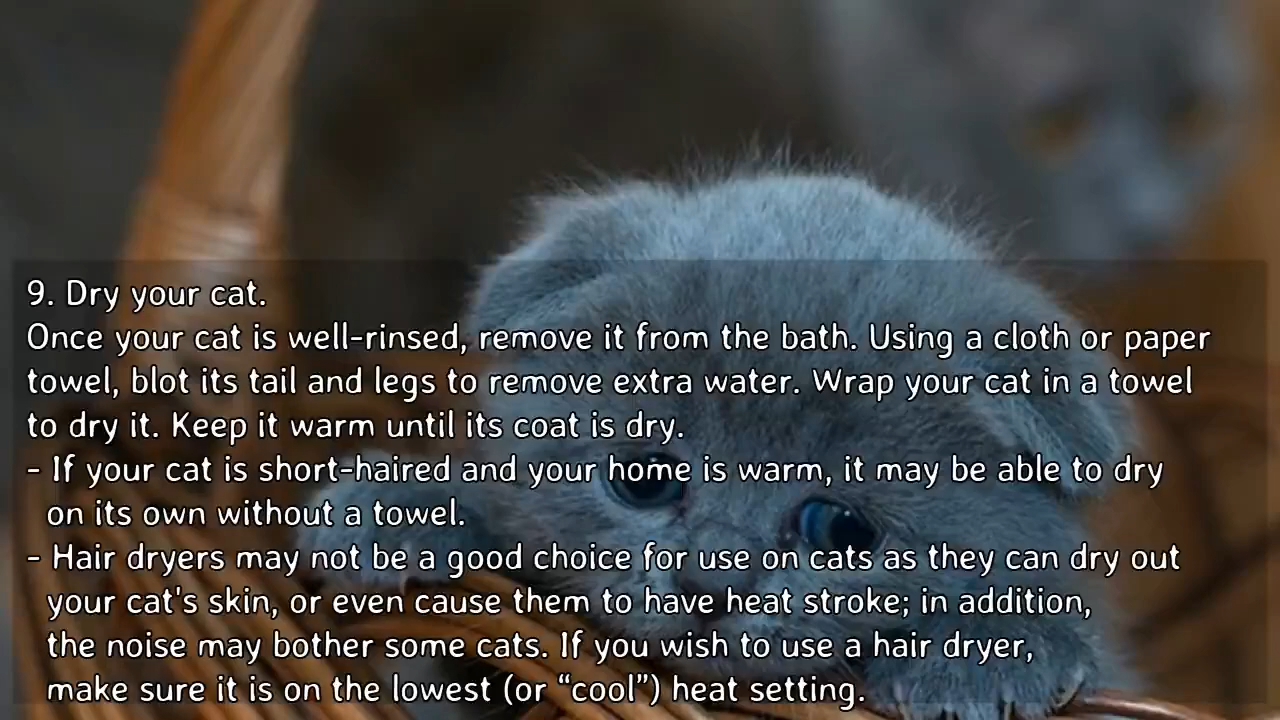 9. Dry your cat.
Once your cat is well-rinsed, remove it from the bath. Using a cloth or paper
towel, blot its tail and legs to remove extra water. Wrap your cat in a towel
to dry it. Keep it warm until its coat is dry.
- If your cat is short-haired and your home is warm, it may be able to dry
on its own without a towel.
- Hair dryers may not be a good choice for use on cats as they can dry out
your cat's skin, or even cause them to have heat stroke; in addition,
the noise may bother some cats. If you wish to use a hair dryer,
make sure it is on the lowest (or “cool”) heat setting.